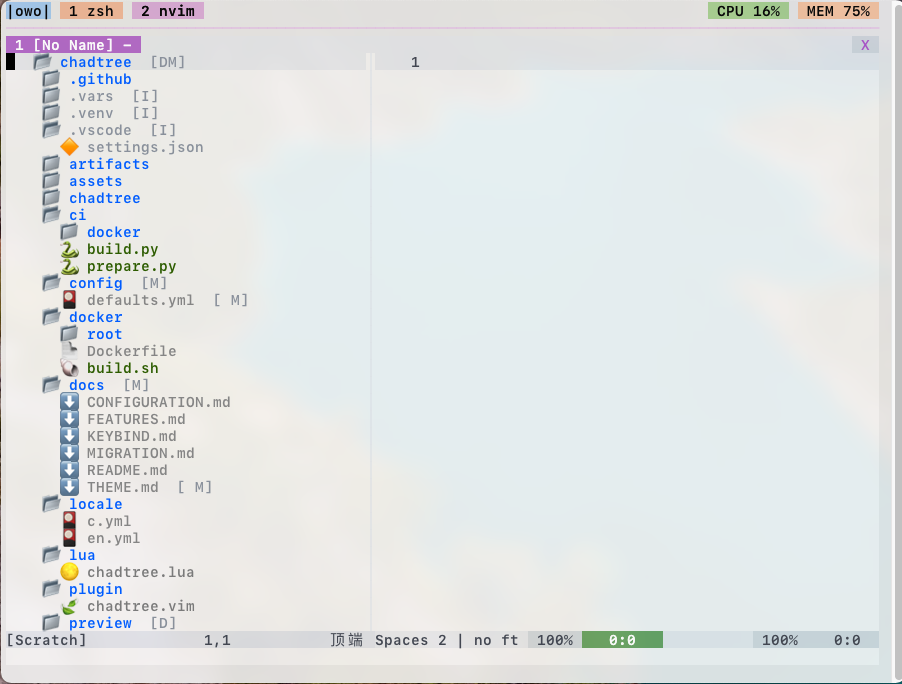 |owo| 1 zsh 2 nvim CPU 16% MEM 75%
1 [No Name] - X
chadtree [DM] 1
.github
.vars [I]
.venv [I]
.vscode [I]
settings.json
artifacts
assets
chadtree
ci
docker
build.py
prepare.py
config [M]
defaults.yml [ M]
docker
root
Dockerfile
build.sh
docs [M]
CONFIGURATION.md
FEATURES.md
KEYBIND.md
MIGRATION.md
README.md
THEME.md [ M]
locale
c.yml
en.yml
lua
chadtree.lua
plugin
chadtree.vim
preview [D]
[Scratch] 1,1 顶端 Spaces 2 | no ft 100% 0:0 100% 0:0